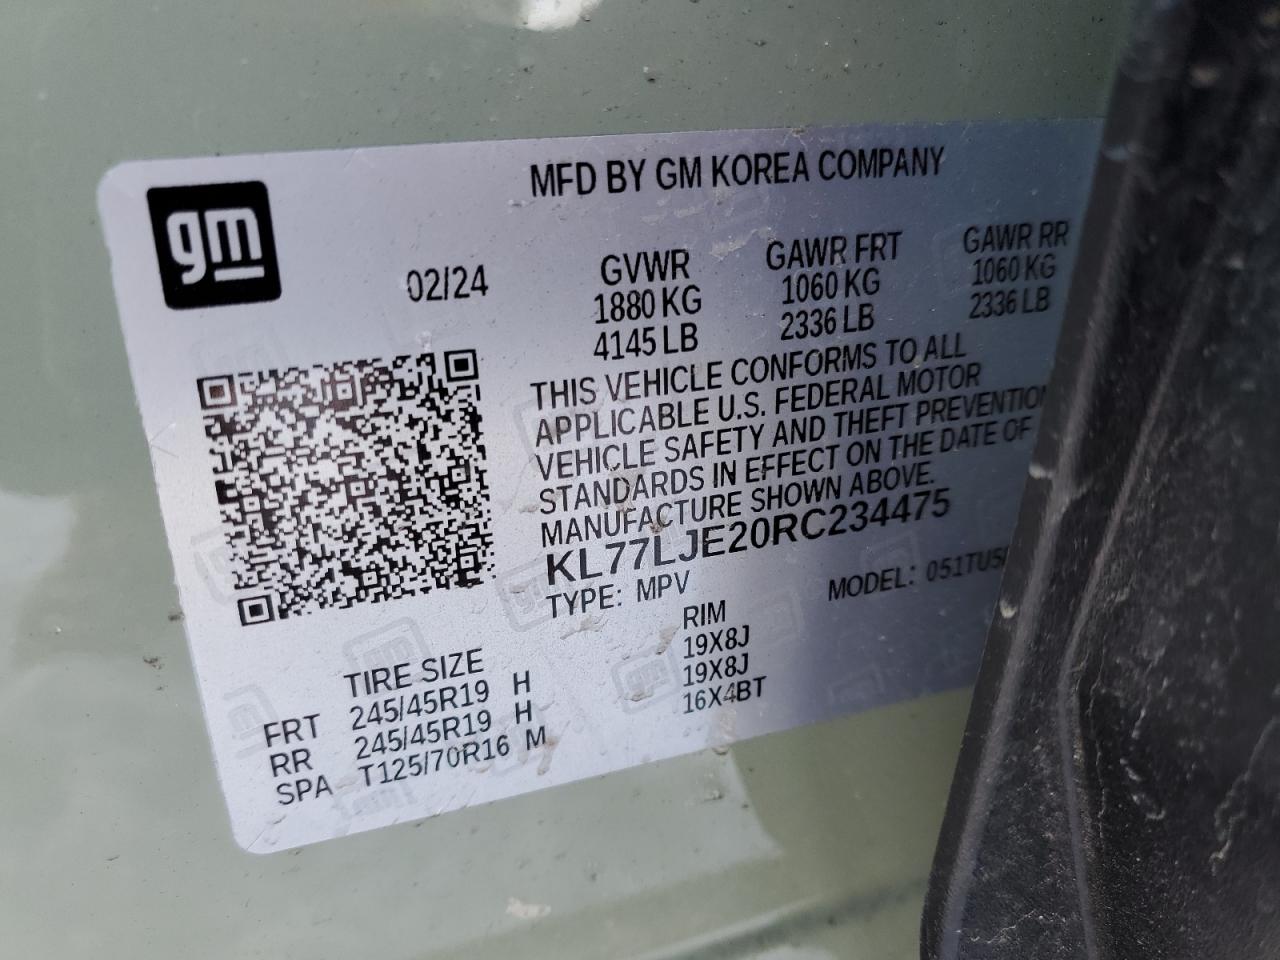 gm
MFD BY GM KOREA COMPANY
02/24
GVWR GAWR FRT GAWR RR
1880 KG 1060 KG 1060 KG
4145 LB 2336 LB 2336 LB
THIS VEHICLE CONFORMS TO ALL
APPLICABLE U.S. FEDERAL MOTOR
VEHICLE SAFETY AND THEFT PREVENTIO
STANDARDS IN EFFECT ON THE DATE OF
MANUFACTURE SHOWN ABOVE.
KL77LJE20RC234475
TYPE: MPV MODEL:
TIRE SIZE RIM
FRT 245/45R19 H 19X8J
RR 245/45R19 H 19X8J
SPA T125/70R16 M 16X4BT